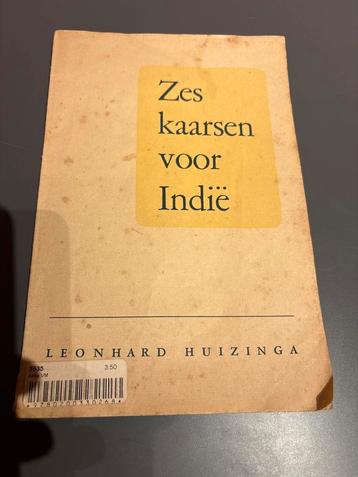 Zes
kaarsen
voor
Indië
LEONHARD HUIZINGA
3.50